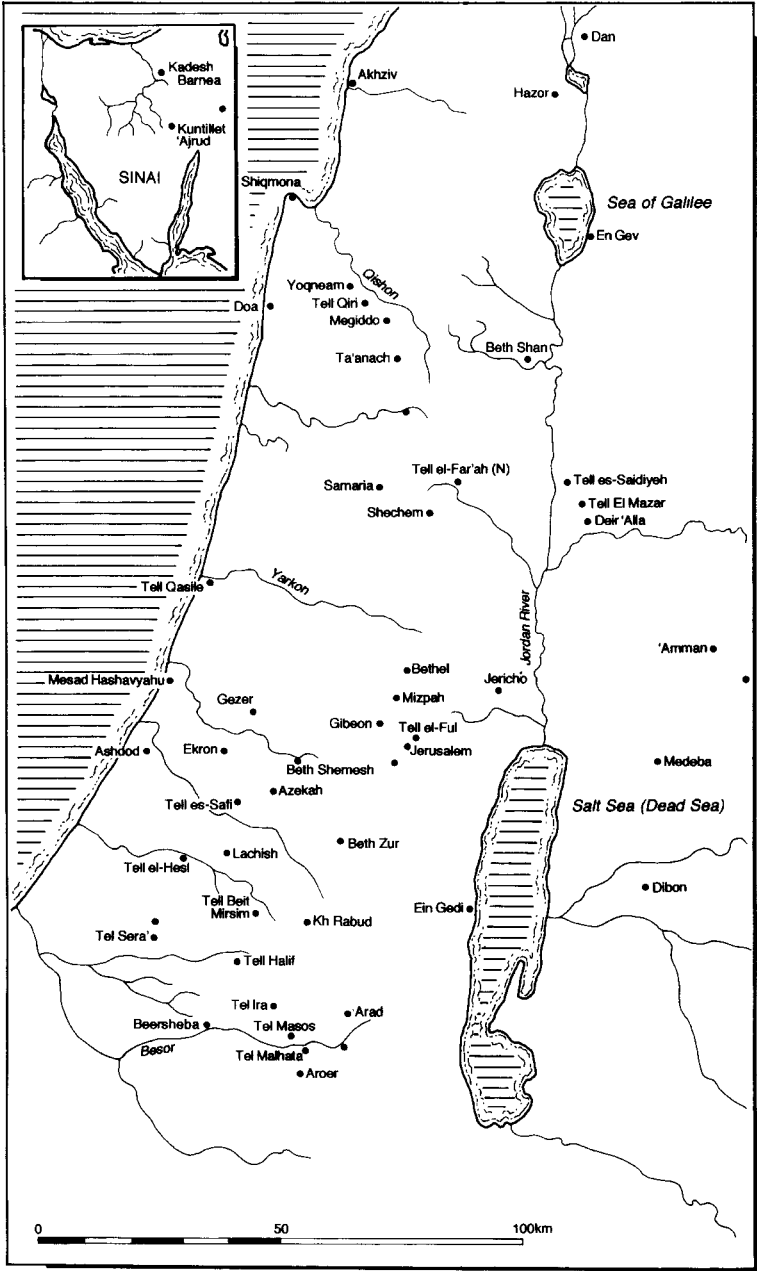 Dan
Kadesh
Barnea
Akhziv
Hazor
Kuntillet
'Ajrud
SINAI
Shiqmona
Sea of Galilee
En Gev
Yoqneam
Qishon
Tell Qiri
Doa
Megiddo
Beth Shan
Ta'anach
Tell el-Far'ah (N)
Samaria
Tell es-Saidiyeh
Tell El Mazar
Shechem
Deir 'Alla
Tell Qasile
Yarkon
Jordan River
'Amman
Bethel
Mesad Hashavyahu
Jericho
Gezer
Mizpah
Gibeon
Tell el-Ful
Ashdod
Ekron
Jerusalem
Beth Shemesh
Medeba
Azekah
Tell es-Safi
Salt Sea (Dead Sea)
Beth Zur
Lachish
Tell el-Hesi
Dibon
Tell Beit
Mirsim
Ein Gedi
Kh Rabud
Tel Sera'
Tell Halif
Tel Ira
Arad
Beersheba
Tel Masos
Besor
Tel Malhata
Aroer
0
50
100km